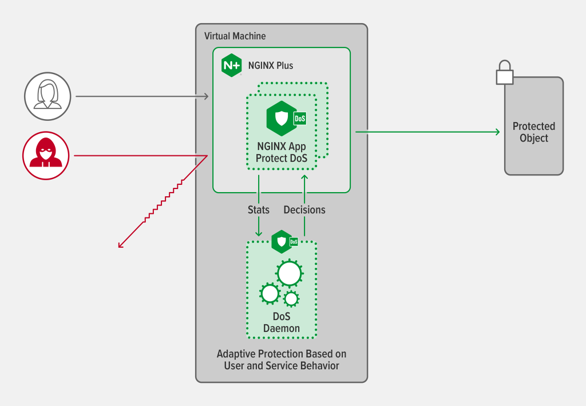 Virtual Machine
N+
NGINX Plus
DoS
NGINX App
Protect DoS
Protected
Object
Stats
Decisions
DoS
DoS
Daemon
Adaptive Protection Based on
User and Service Behavior